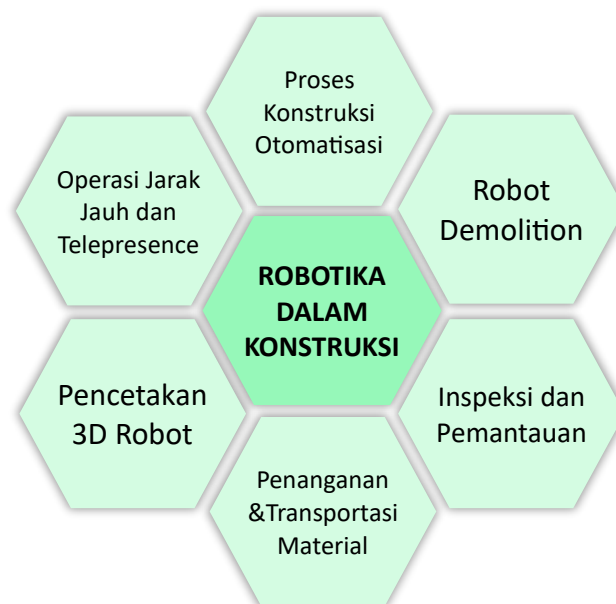 Proses
Konstruksi
Otomatisasi
Robot
Demolition
Inspeksi dan
Pemantauan
Penanganan
&Transportasi
Material
Pencetakan
3D Robot
Operasi Jarak
Jauh dan
Telepresence
ROBOTIKA
DALAM
KONSTRUKSI